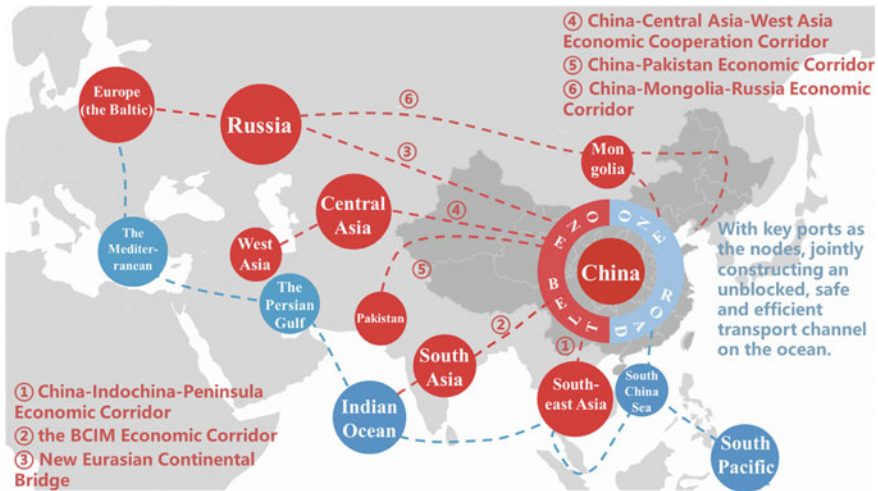 ④ China-Central Asia-West Asia
Economic Cooperation Corridor
⑤ China-Pakistan Economic Corridor
⑥ China-Mongolia-Russia Economic
Corridor
Europe
(the Baltic)
Russia
⑥
③
Mon
golia
The
Mediter-
ranean
Central
Asia
④
West
Asia
⑤
The
Persian
Gulf
Pakistan
ONE BELT
ONE ROAD
China
With key ports as
the nodes, jointly
constructing an
unblocked, safe
and efficient
transport channel
on the ocean.
②
①
South
Asia
Indian
Ocean
South-
east Asia
South
China
Sea
South
Pacific
① China-Indochina-Peninsula
Economic Corridor
② the BCIM Economic Corridor
③ New Eurasian Continental
Bridge